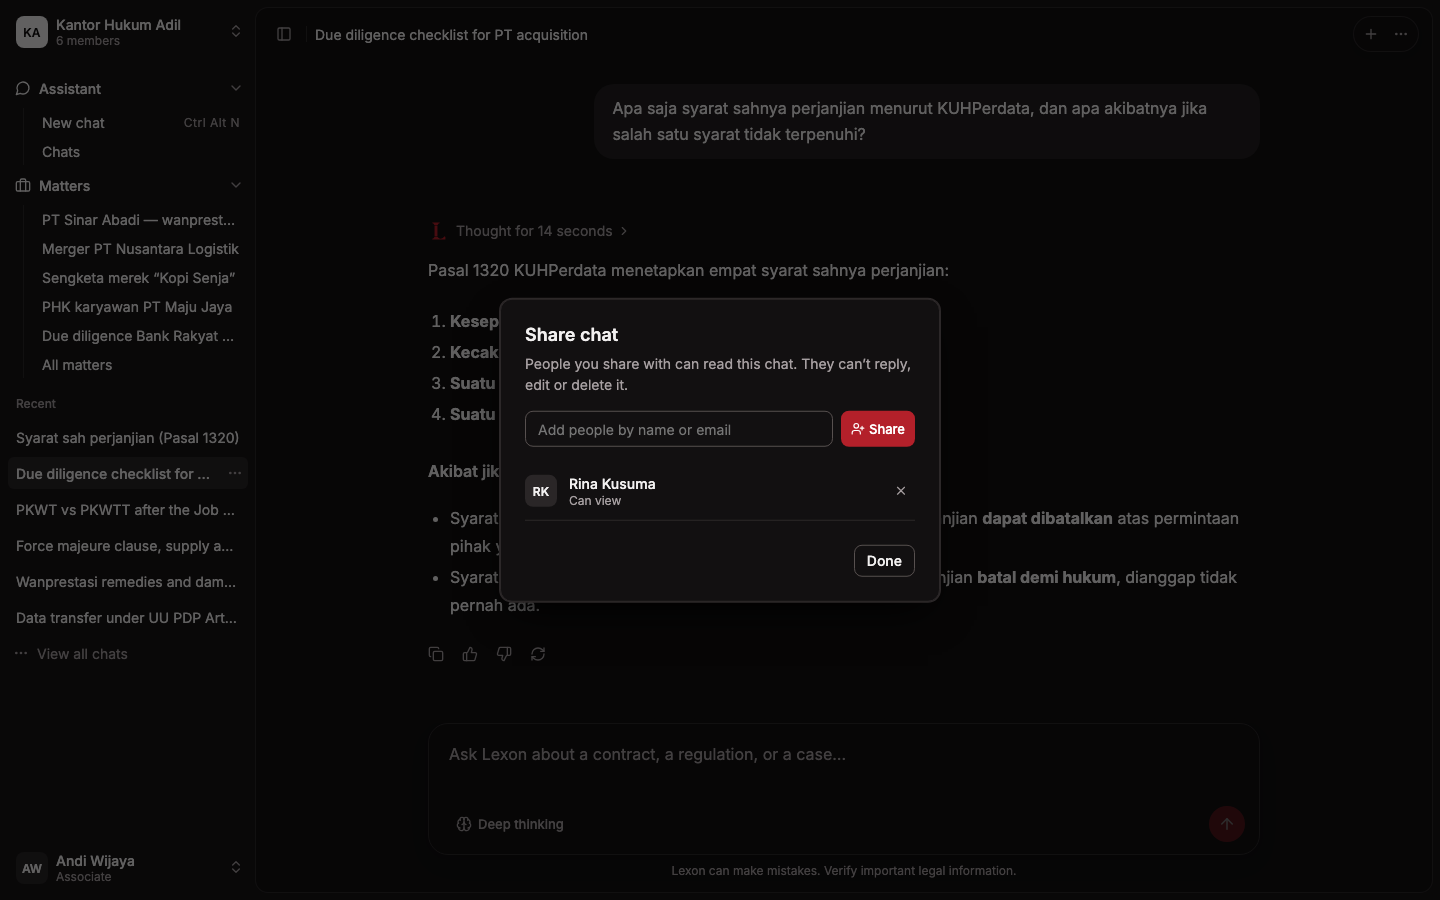 KA
Kantor Hukum Adil
6 members
Assistant
New chat
Ctrl Alt N
Chats
Matters
PT Sinar Abadi — wanprest...
Merger PT Nusantara Logistik
Sengketa merek “Kopi Senja”
PHK karyawan PT Maju Jaya
Due diligence Bank Rakyat ...
All matters
Recent
Syarat sah perjanjian (Pasal 1320)
Due diligence checklist for ...
PKWT vs PKWTT after the Job ...
Force majeure clause, supply a...
Wanprestasi remedies and dam...
Data transfer under UU PDP Art...
View all chats
AW
Andi Wijaya
Associate
Due diligence checklist for PT acquisition
Apa saja syarat sahnya perjanjian menurut KUHPerdata, dan apa akibatnya jika
salah satu syarat tidak terpenuhi?
L
Thought for 14 seconds
Pasal 1320 KUHPerdata menetapkan empat syarat sahnya perjanjian:
1. Kesep
2. Kecak
3. Suatu
4. Suatu
Akibat jik
Syarat
njian dapat dibatalkan atas permintaan
pihak
Syarat
njian batal demi hukum, dianggap tidak
pernah ada.
Share chat
People you share with can read this chat. They can’t reply,
edit or delete it.
Add people by name or email
Share
RK
Rina Kusuma
Can view
Done
Ask Lexon about a contract, a regulation, or a case...
Deep thinking
Lexon can make mistakes. Verify important legal information.